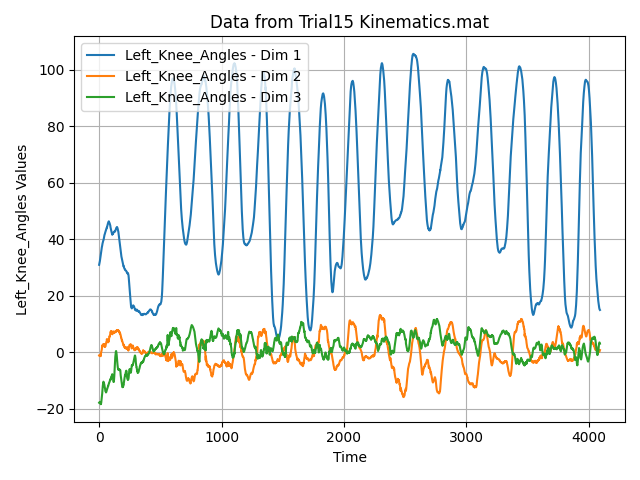 Data from Trial15 Kinematics.mat
Left_Knee_Angles - Dim 1
Left_Knee_Angles - Dim 2
Left_Knee_Angles - Dim 3
Left_Knee_Angles Values
100
80
60
40
20
0
−20
0 1000 2000 3000 4000
Time